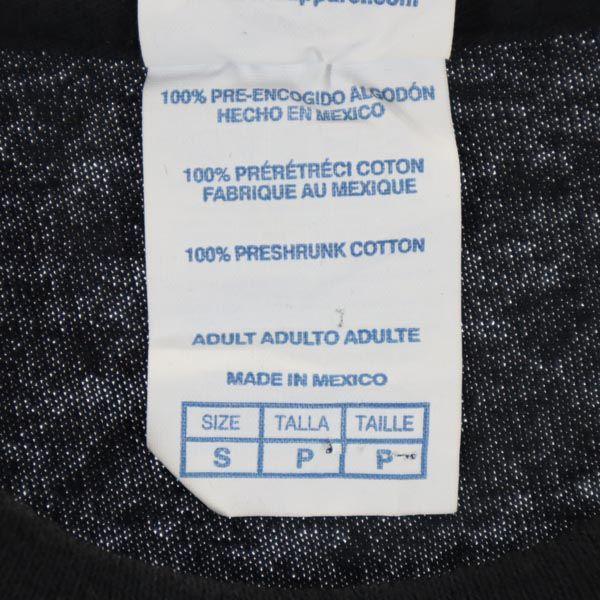 100% PRE-ENCOGIDO ALGODÓN
HECHO EN MEXICO
100% PRÉRÉTRÉCI COTON
FABRIQUE AU MEXIQUE
100% PRESHRUNK COTTON
ADULT ADULTO ADULTE
MADE IN MEXICO
SIZE TALLA TAILLE
S P P